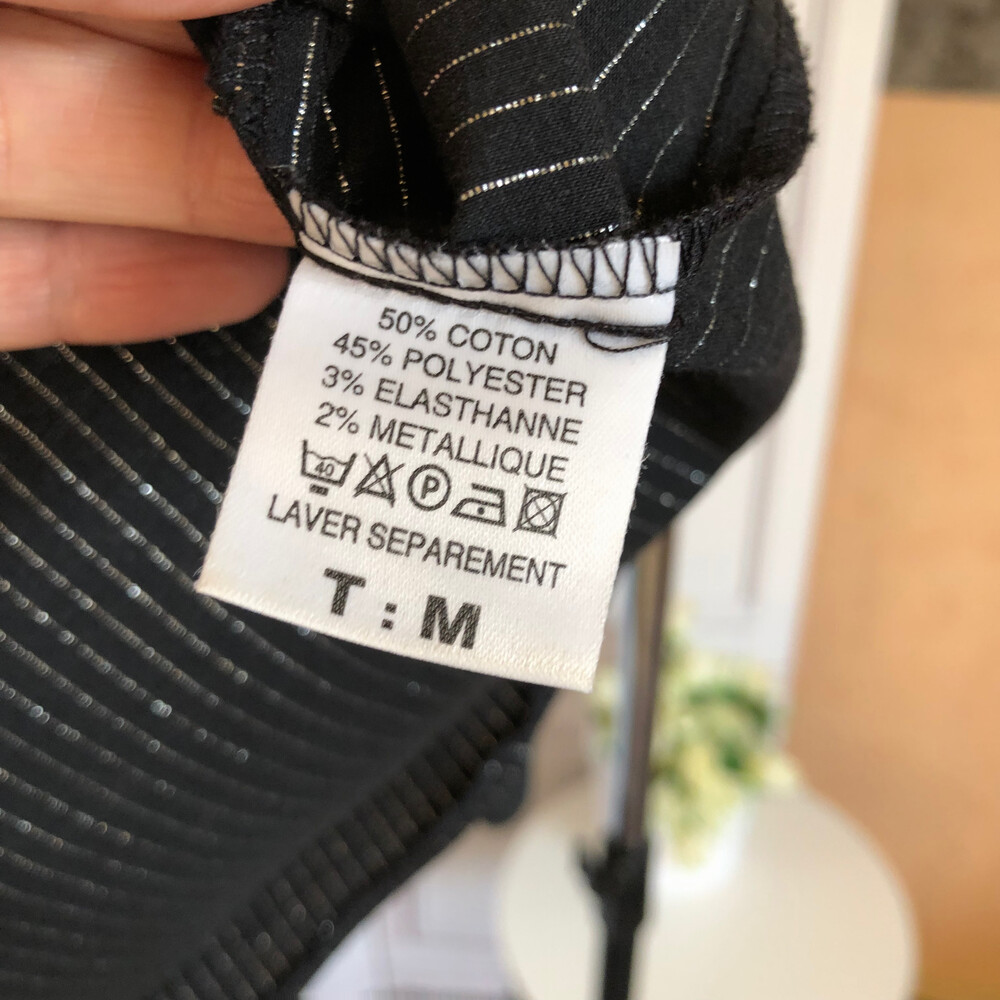 50% COTON
45% POLYESTER
3% ELASTHANNE
2% METALLIQUE
40 P
LAVER SEPAREMENT
T : M